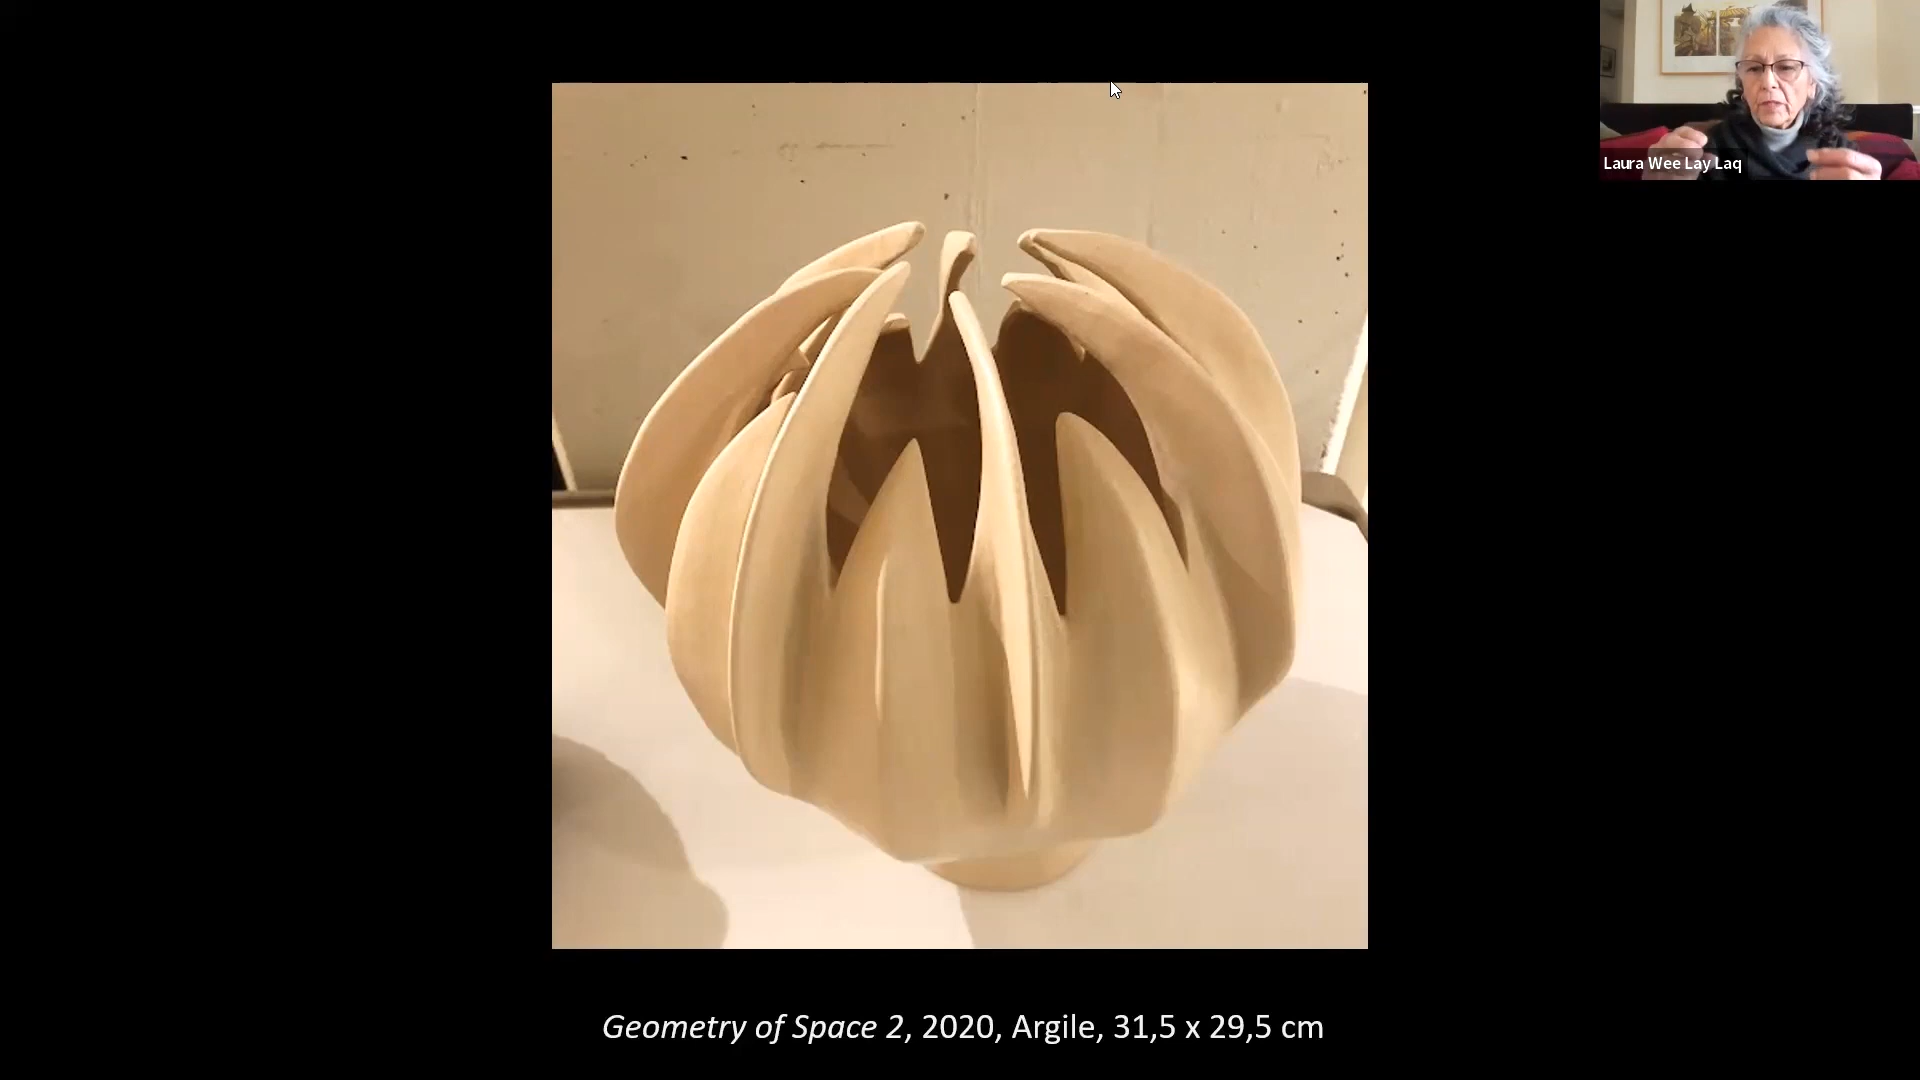 Laura Wee Lay Laq
Geometry of Space 2, 2020, Argile, 31,5 x 29,5 cm